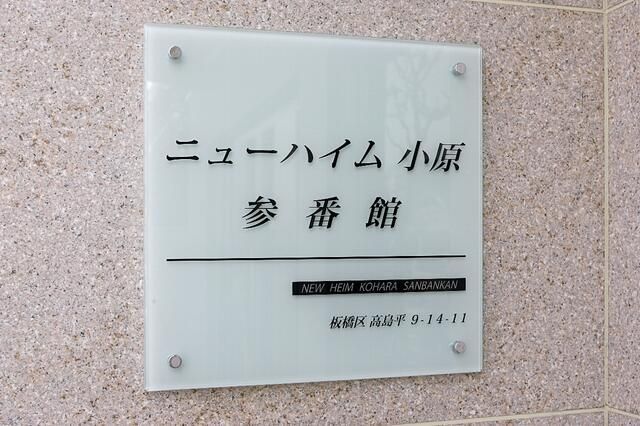 ニューハイム 小原
参番館
NEW HEIM KOHARA SANBANKAN
板橋区 高島平 9-14-11